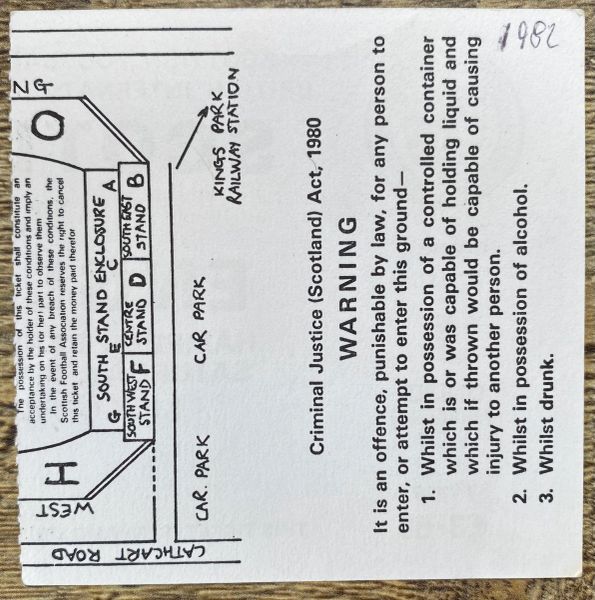 NG
O
H
WEST
The possession of this ticket shall constitute an
acceptance by the holder of these conditions and imply an
undertaking on his (or her) part to observe them
In the event of any breach of these conditions, the
Scottish Football Association reserves the right to cancel
this ticket and retain the money paid therefor
SOUTH STAND ENCLOSURE
G E C A
SOUTH WEST STAND F
CENTRE STAND D
SOUTH EAST STAND B
CATHCART ROAD
CAR. PARK
CAR PARK
KINGS PARK
RAILWAY STATION
Criminal Justice (Scotland) Act, 1980
WARNING
It is an offence, punishable by law, for any person to
enter, or attempt to enter this ground—
1. Whilst in possession of a controlled container
which is or was capable of holding liquid and
which if thrown would be capable of causing
injury to another person.
2. Whilst in possession of alcohol.
3. Whilst drunk.
1982